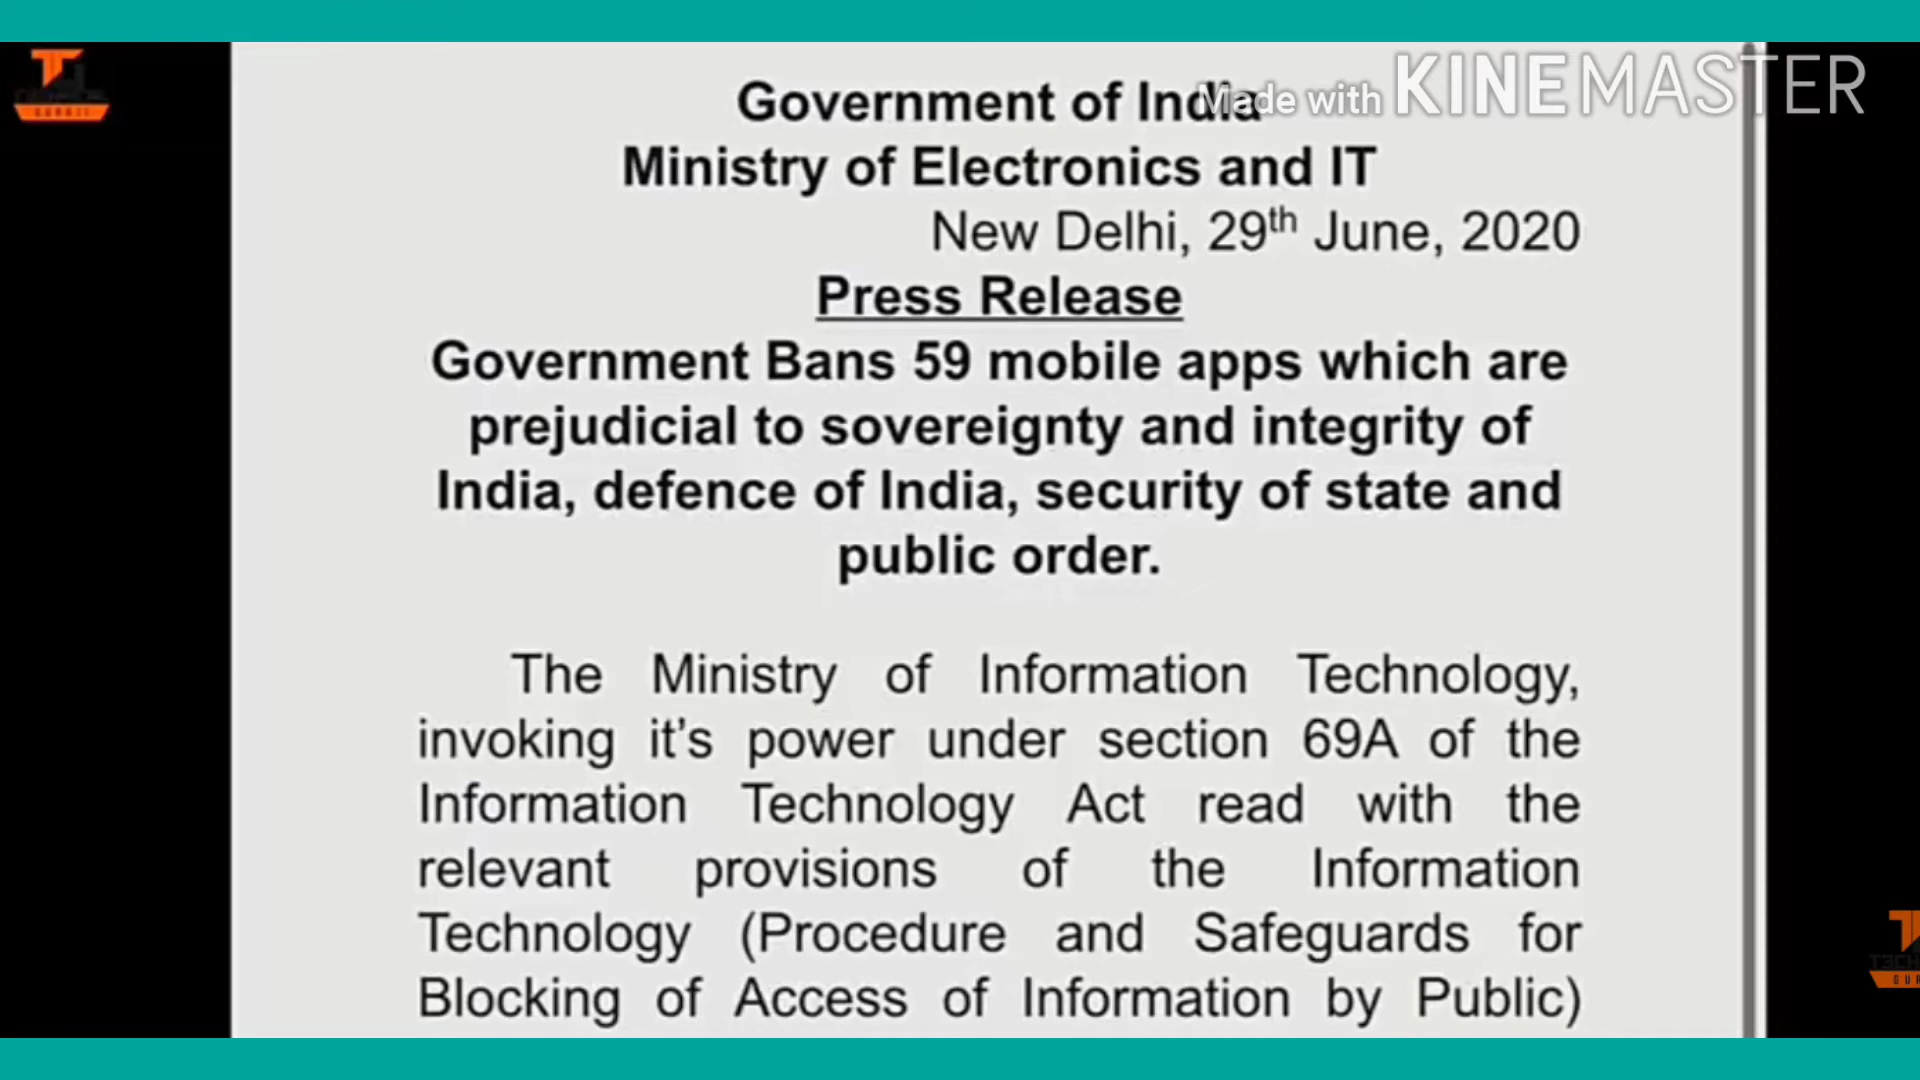 Government of India
Made with KINEMASTER
Ministry of Electronics and IT
New Delhi, 29th June, 2020
Press Release
Government Bans 59 mobile apps which are
prejudicial to sovereignty and integrity of
India, defence of India, security of state and
public order.
The Ministry of Information Technology,
invoking it's power under section 69A of the
Information Technology Act read with the
relevant provisions of the Information
Technology (Procedure and Safeguards for
Blocking of Access of Information by Public)